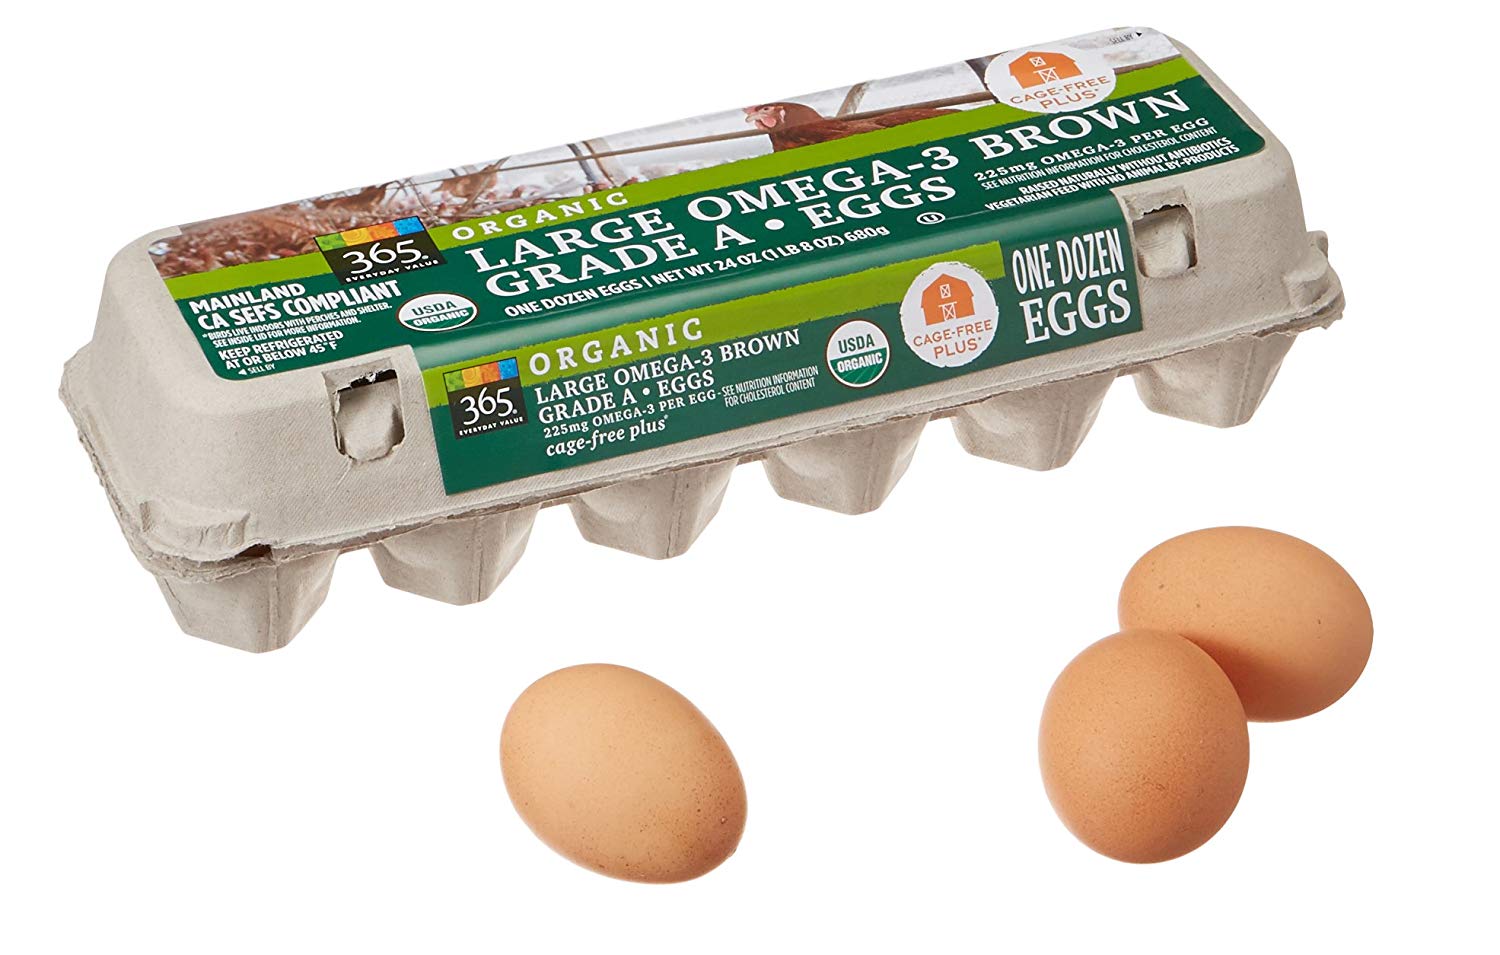 SELL BY
CAGE-FREE
PLUS*
ORGANIC
LARGE OMEGA-3 BROWN
GRADE A • EGGS
225mg OMEGA-3 PER EGG
SEE NUTRITION INFORMATION FOR CHOLESTEROL CONTENT
RAISED NATURALLY WITHOUT ANTIBIOTICS
VEGETARIAN FEED WITH NO ANIMAL BY-PRODUCTS
ONE DOZEN EGGS | NET WT 24 OZ (1 LB 8 OZ) 680g
U
365
EVERYDAY VALUE
USDA
ORGANIC
MAINLAND
CA SEFS COMPLIANT
*BIRDS LIVE INDOORS WITH PERCHES AND SHELTER.
SEE INSIDE LID FOR MORE INFORMATION.
KEEP REFRIGERATED
AT OR BELOW 45°F
SELL BY
365
EVERYDAY VALUE
ORGANIC
LARGE OMEGA-3 BROWN
GRADE A • EGGS
225mg OMEGA-3 PER EGG-SEE NUTRITION INFORMATION
FOR CHOLESTEROL CONTENT
cage-free plus*
USDA
ORGANIC
CAGE-FREE
PLUS*
ONE DOZEN
EGGS